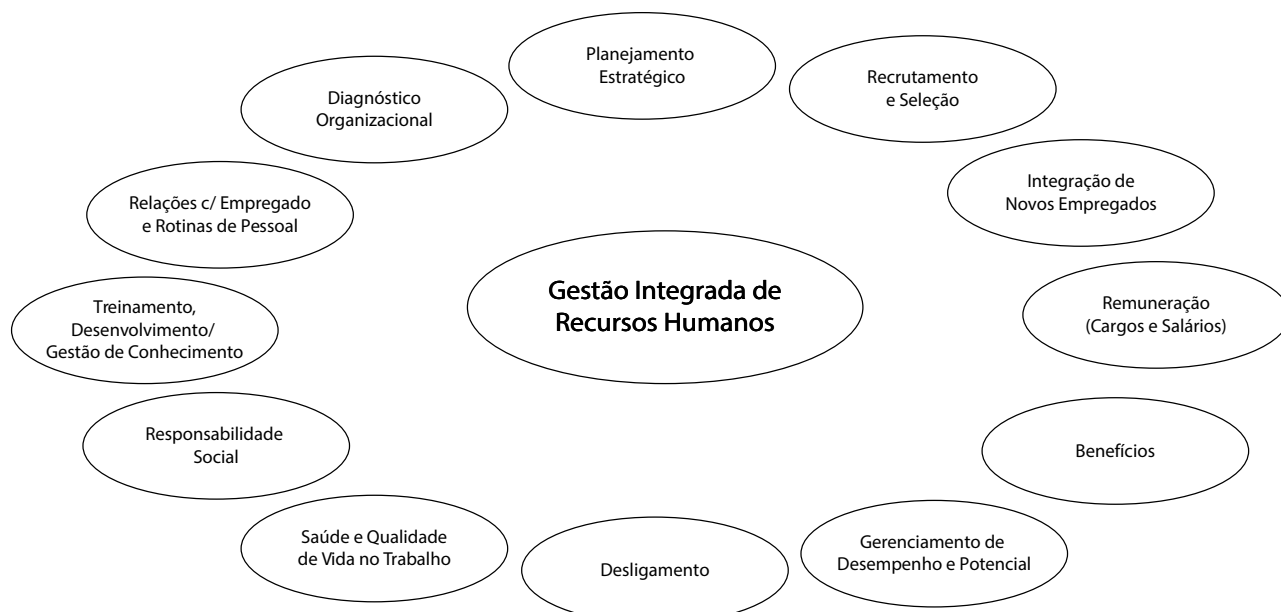 Planejamento
Estratégico
Recrutamento
e Seleção
Diagnóstico
Organizacional
Integração de
Novos Empregados
Relações c/ Empregado
e Rotinas de Pessoal
Gestão Integrada de
Recursos Humanos
Remuneração
(Cargos e Salários)
Treinamento,
Desenvolvimento/
Gestão de Conhecimento
Responsabilidade
Social
Benefícios
Saúde e Qualidade
de Vida no Trabalho
Desligamento
Gerenciamento de
Desempenho e Potencial